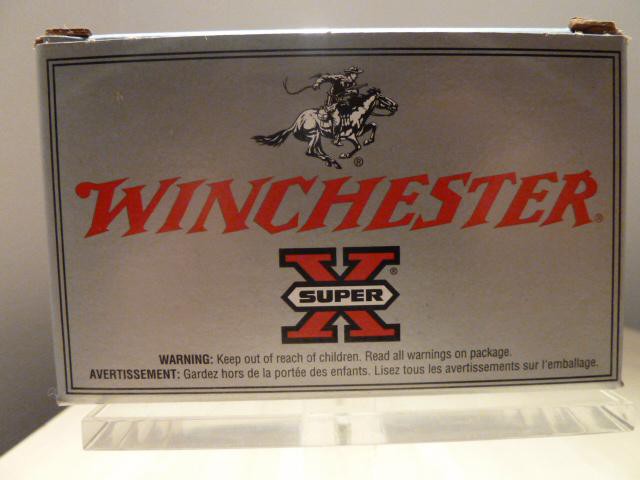 ®
WINCHESTER®
X®
SUPER
WARNING: Keep out of reach of children. Read all warnings on package.
AVERTISSEMENT: Gardez hors de la portée des enfants. Lisez tous les avertissements sur l'emballage.